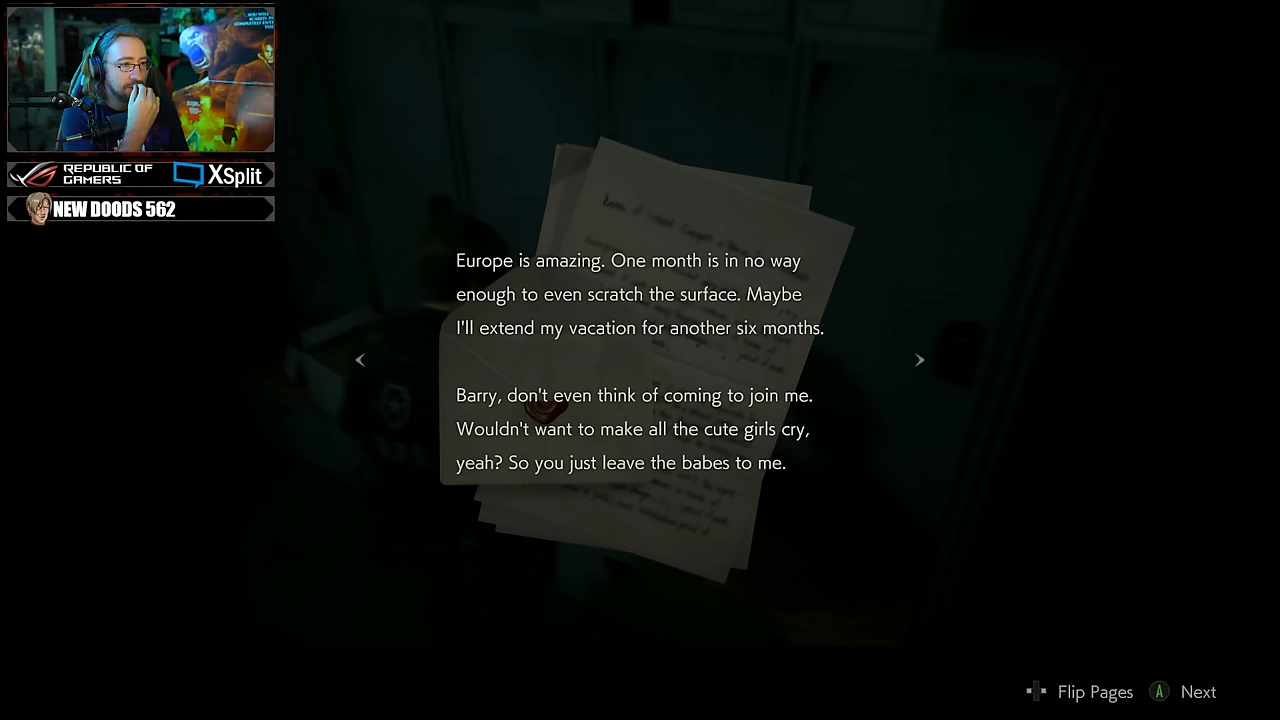 REPUBLIC OF
GAMERS
XSplit
NEW DOODS 562
Europe is amazing. One month is in no way
enough to even scratch the surface. Maybe
I'll extend my vacation for another six months.
Barry, don't even think of coming to join me.
Wouldn't want to make all the cute girls cry,
yeah? So you just leave the babes to me.
Flip Pages
A
Next